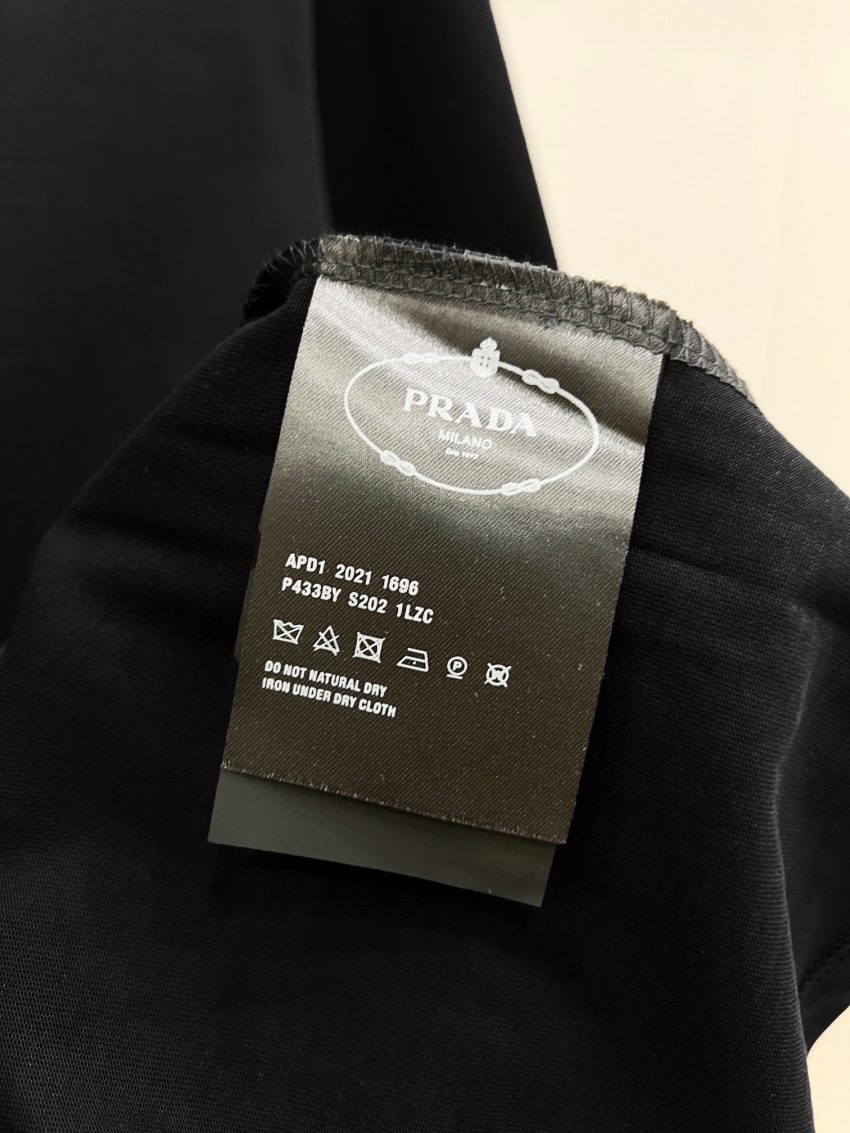 PRADA
MILANO
APD1 2021 1696
P433BY S202 1LZC
P
W
DO NOT NATURAL DRY
IRON UNDER DRY CLOTH